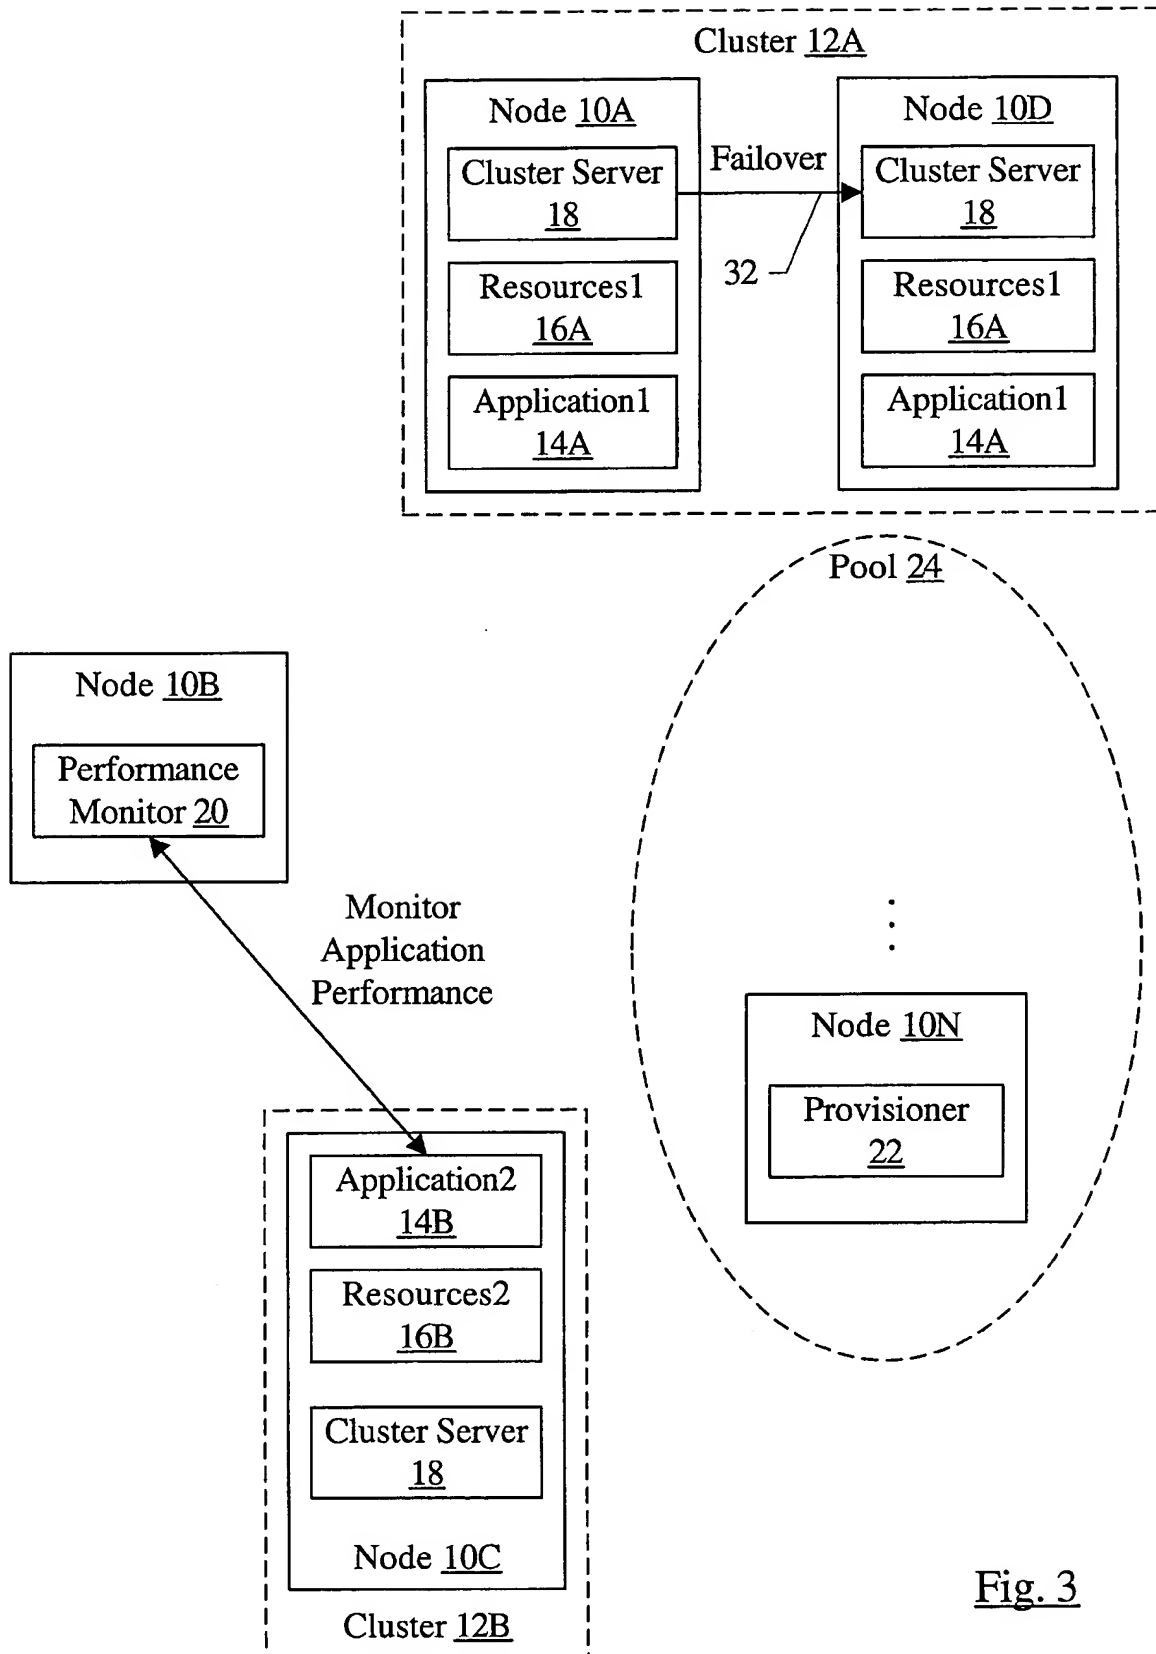 Cluster 12A
Node 10A
Cluster Server
18
Resources1
16A
Application1
14A
Failover
32
Node 10D
Cluster Server
18
Resources1
16A
Application1
14A
Pool 24
Node 10B
Performance
Monitor 20
Monitor
Application
Performance
Node 10N
Provisioner
22
Application2
14B
Resources2
16B
Cluster Server
18
Node 10C
Cluster 12B
Fig. 3